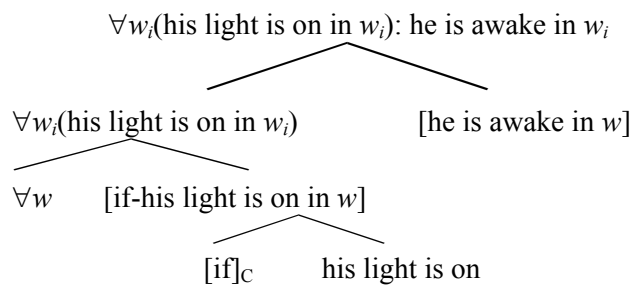 ∀wᵢ(his light is on in wᵢ): he is awake in wᵢ
∀wᵢ(his light is on in wᵢ) [he is awake in w]
∀w [if-his light is on in w]
[if]C his light is on